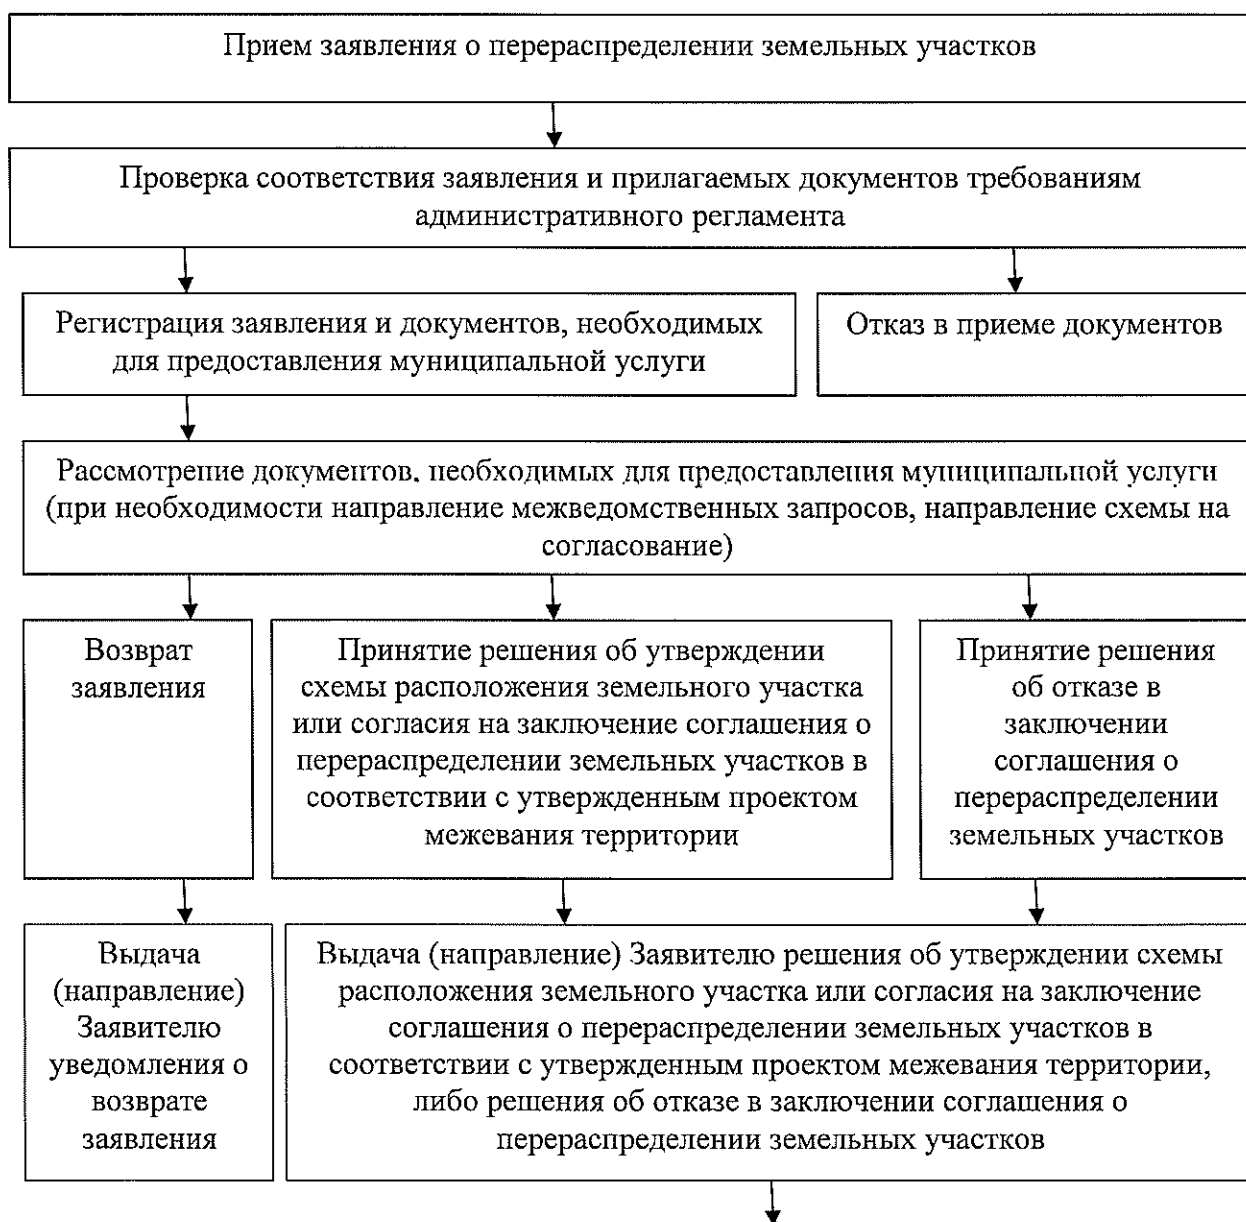 Прием заявления о перераспределении земельных участков
Проверка соответствия заявления и прилагаемых документов требованиям
административного регламента
Регистрация заявления и документов, необходимых
для предоставления муниципальной услуги
Отказ в приеме документов
Рассмотрение документов, необходимых для предоставления муниципальной услуги
(при необходимости направление межведомственных запросов, направление схемы на
согласование)
Возврат
заявления
Принятие решения об утверждении
схемы расположения земельного участка
или согласия на заключение соглашения о
перераспределении земельных участков в
соответствии с утвержденным проектом
межевания территории
Принятие решения
об отказе в
заключении
соглашения о
перераспределении
земельных участков
Выдача
(направление)
Заявителю
уведомления о
возврате
заявления
Выдача (направление) Заявителю решения об утверждении схемы
расположения земельного участка или согласия на заключение
соглашения о перераспределении земельных участков в
соответствии с утвержденным проектом межевания территории,
либо решения об отказе в заключении соглашения о
перераспределении земельных участков